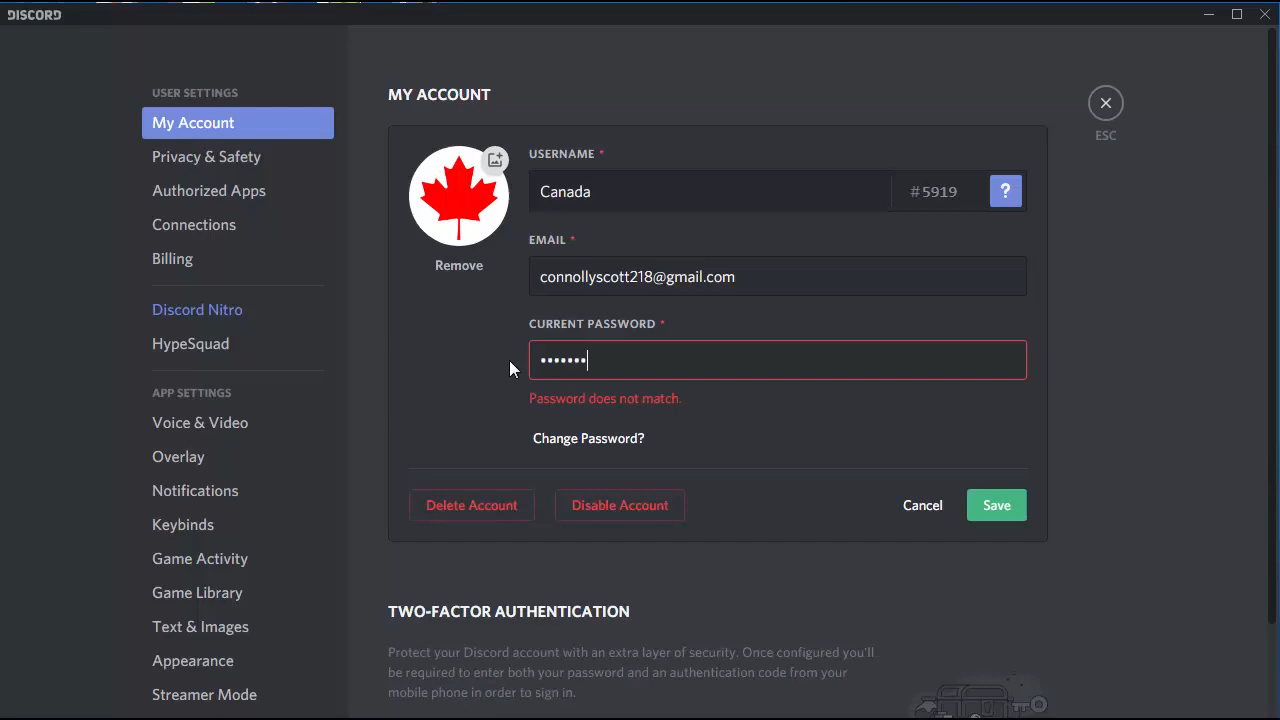 DISCORD
USER SETTINGS
My Account
Privacy & Safety
Authorized Apps
Connections
Billing
Discord Nitro
HypeSquad
APP SETTINGS
Voice & Video
Overlay
Notifications
Keybinds
Game Activity
Game Library
Text & Images
Appearance
Streamer Mode
MY ACCOUNT
ESC
Remove
USERNAME *
Canada #5919 ?
EMAIL *
connollyscott218@gmail.com
CURRENT PASSWORD *
•••••••
Password does not match.
Change Password?
Delete Account Disable Account Cancel Save
TWO-FACTOR AUTHENTICATION
Protect your Discord account with an extra layer of security. Once configured you'll
be required to enter both your password and an authentication code from your
mobile phone in order to sign in.